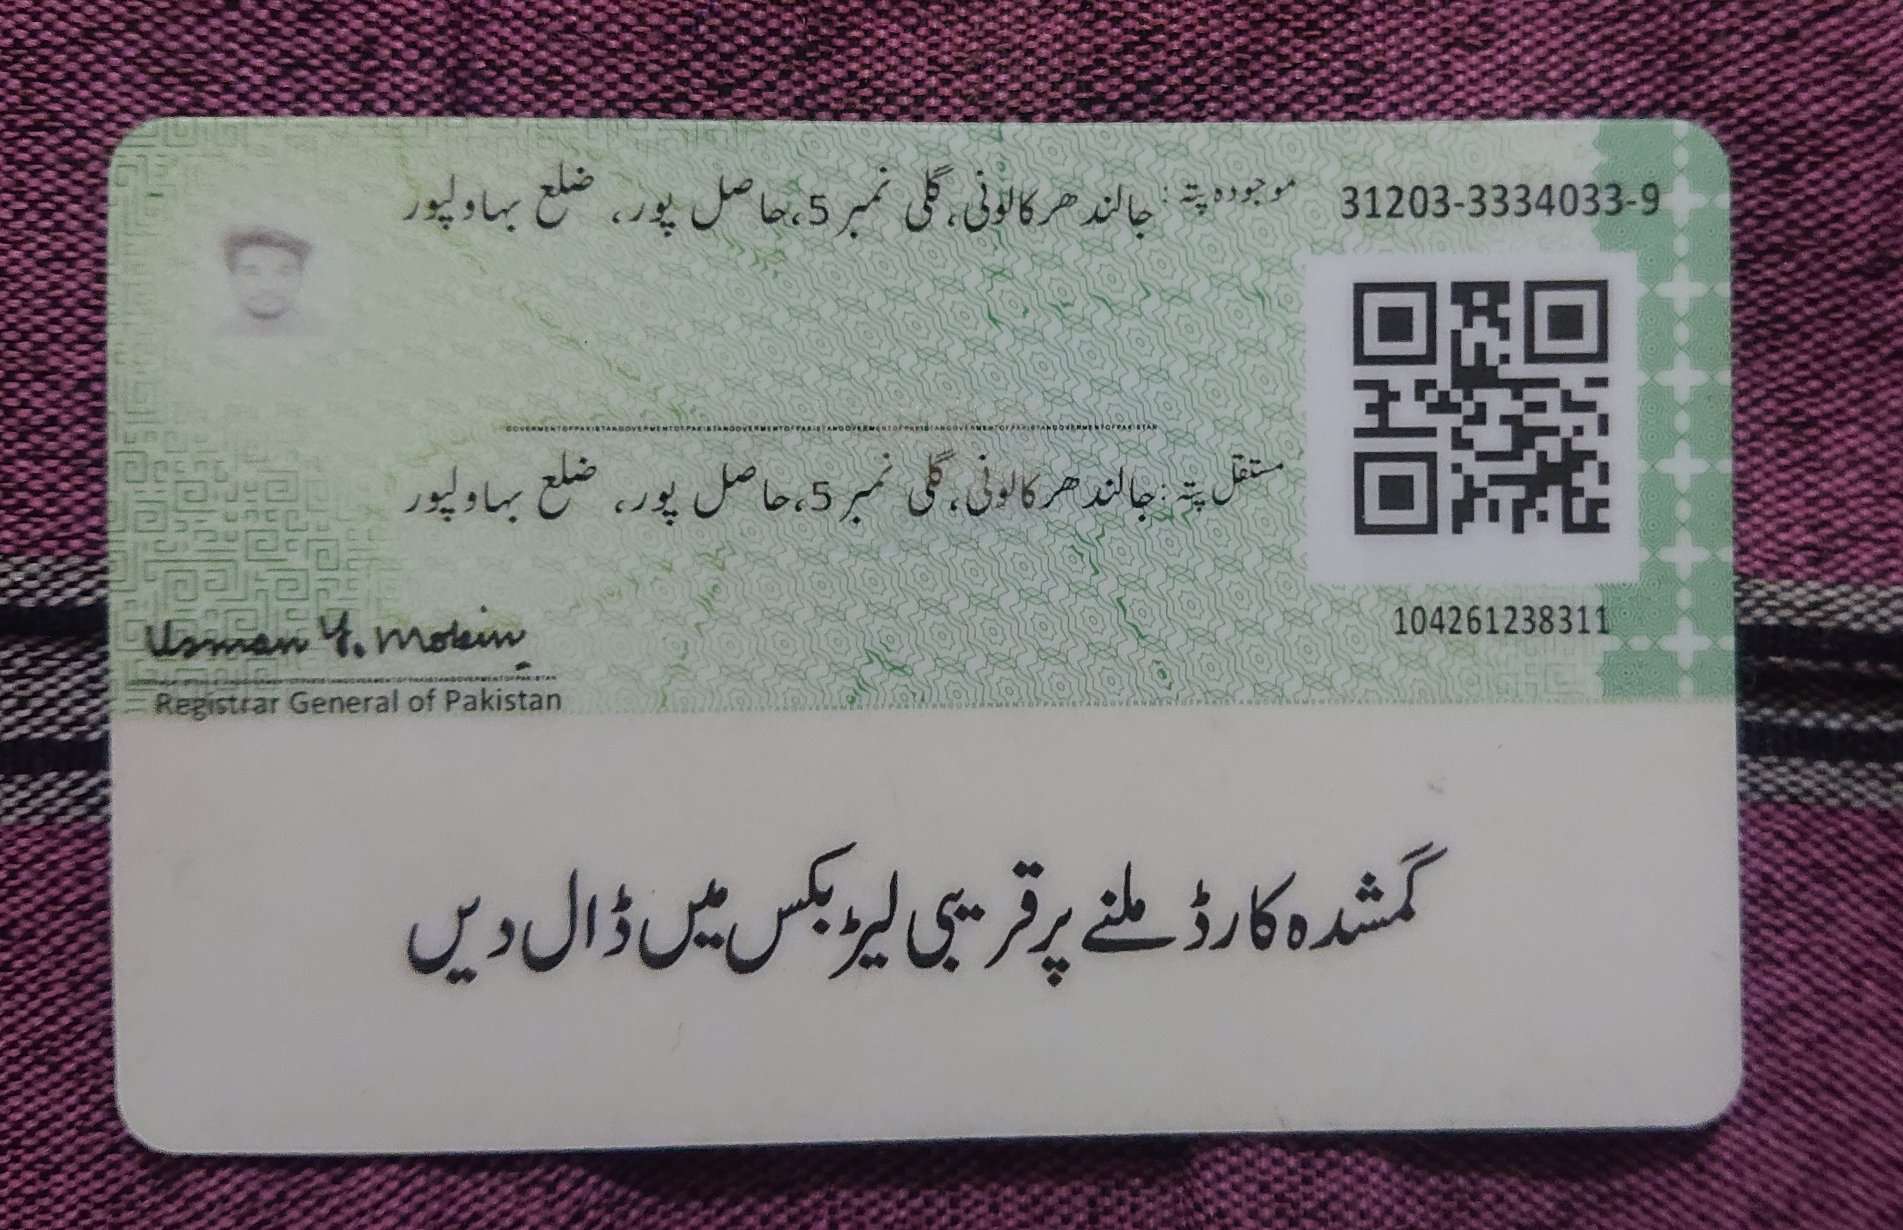 31203-3334033-9
موجودہ پتہ: جالندھر کالونی، گلی نمبر 5، حاصل پور، ضلع بہاولپور
GOVERMENTOFPAKISTANGOVERMENTOFPAKISTANGOVERMENTOFPAKISTANGOVERMENTOFPAKISTANGOVERMENTOFPAKISTAN
مستقل پتہ: جالندھر کالونی، گلی نمبر 5، حاصل پور، ضلع بہاولپور
104261238311
Usman Y. Mobin
Registrar General of Pakistan
گمشدہ کارڈ ملنے پر قریبی لیٹر بکس میں ڈال دیں